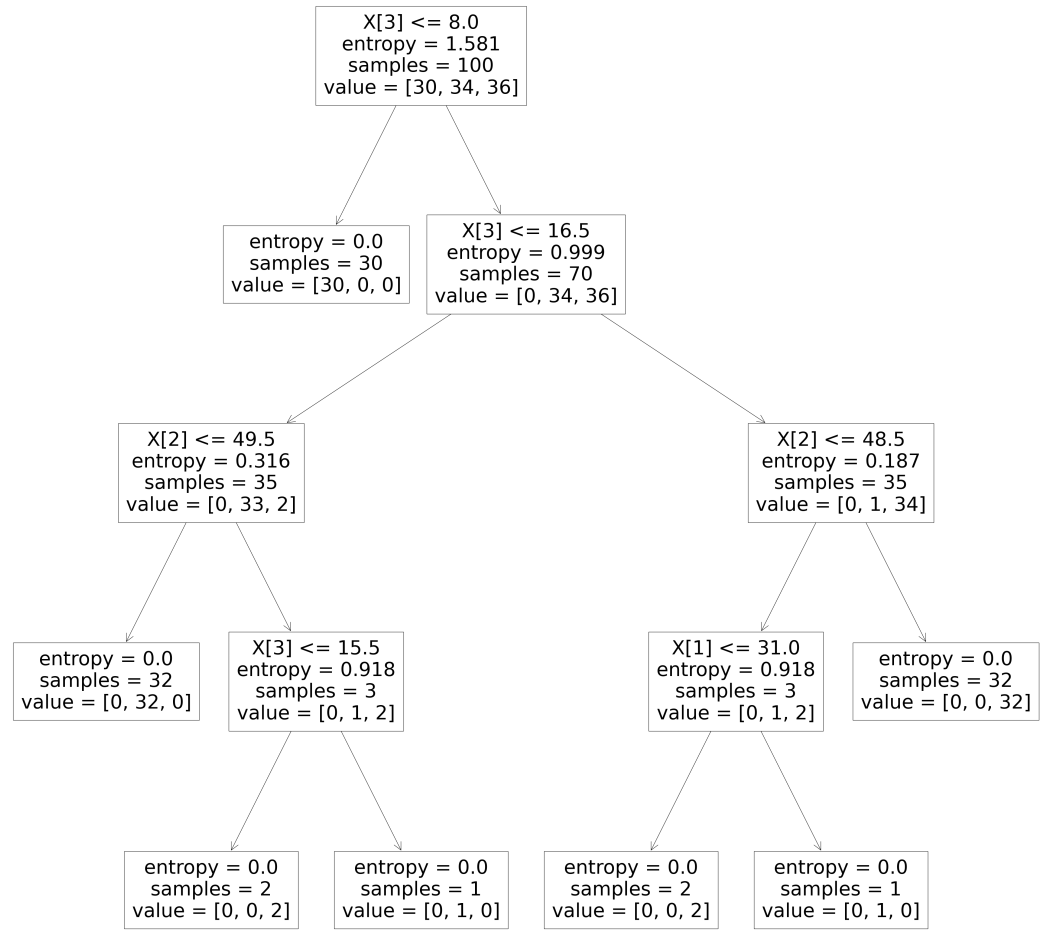 X[3] <= 8.0
entropy = 1.581
samples = 100
value = [30, 34, 36]
entropy = 0.0
samples = 30
value = [30, 0, 0]
X[3] <= 16.5
entropy = 0.999
samples = 70
value = [0, 34, 36]
X[2] <= 49.5
entropy = 0.316
samples = 35
value = [0, 33, 2]
X[2] <= 48.5
entropy = 0.187
samples = 35
value = [0, 1, 34]
entropy = 0.0
samples = 32
value = [0, 32, 0]
X[3] <= 15.5
entropy = 0.918
samples = 3
value = [0, 1, 2]
X[1] <= 31.0
entropy = 0.918
samples = 3
value = [0, 1, 2]
entropy = 0.0
samples = 32
value = [0, 0, 32]
entropy = 0.0
samples = 2
value = [0, 0, 2]
entropy = 0.0
samples = 1
value = [0, 1, 0]
entropy = 0.0
samples = 2
value = [0, 0, 2]
entropy = 0.0
samples = 1
value = [0, 1, 0]